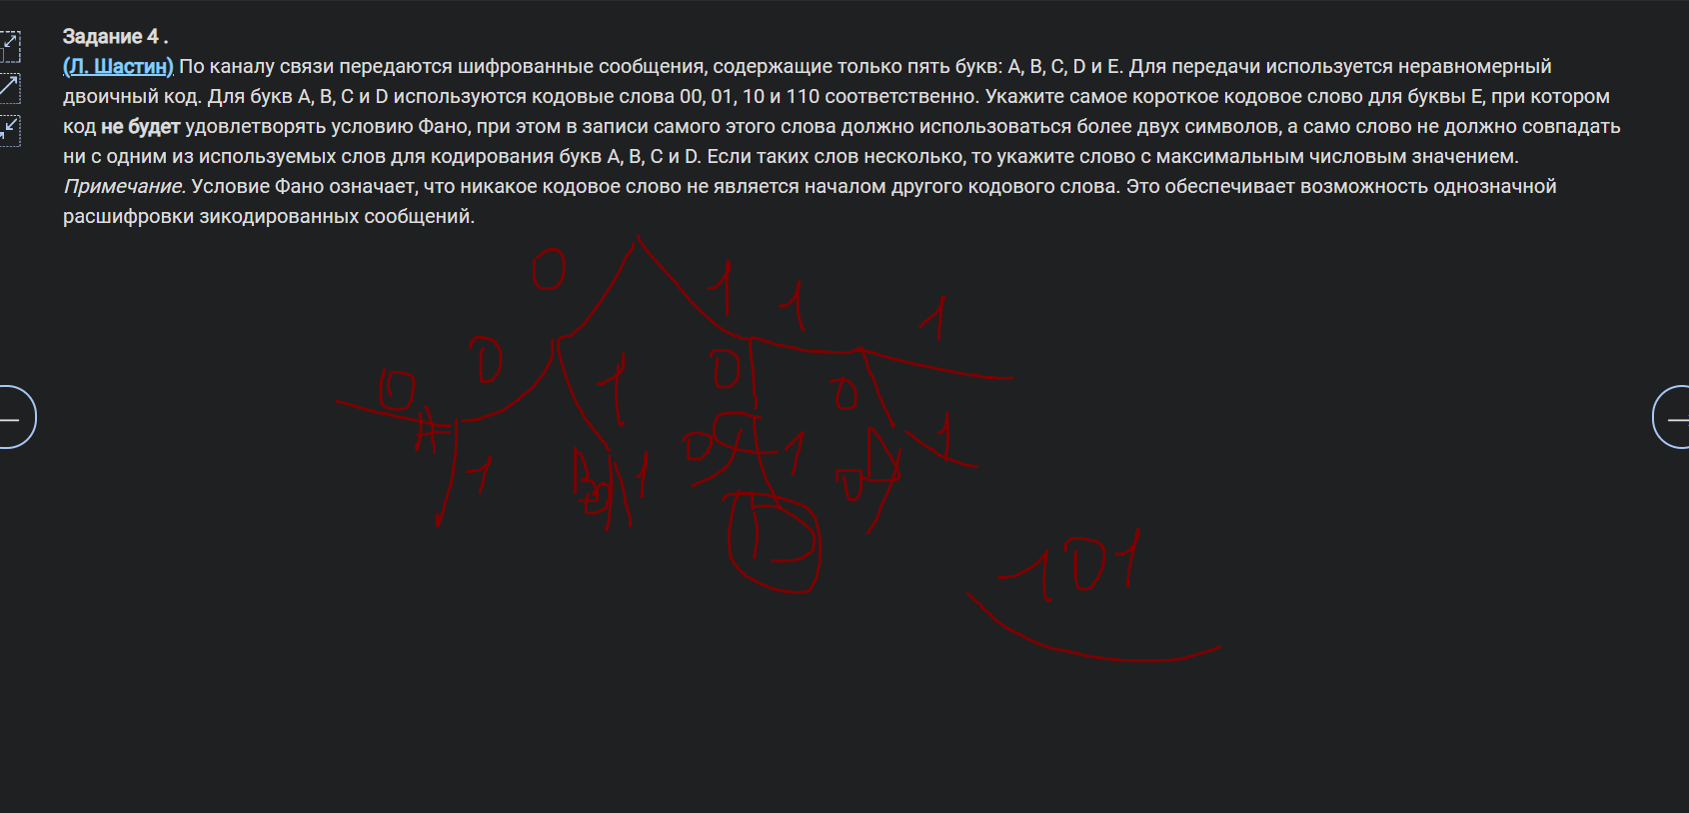 Задание 4 .
(Л. Шастин) По каналу связи передаются шифрованные сообщения, содержащие только пять букв: A, B, C, D и E. Для передачи используется неравномерный
двоичный код. Для букв A, B, C и D используются кодовые слова 00, 01, 10 и 110 соответственно. Укажите самое короткое кодовое слово для буквы E, при котором
код не будет удовлетворять условию Фано, при этом в записи самого этого слова должно использоваться более двух символов, а само слово не должно совпадать
ни с одним из используемых слов для кодирования букв A, B, C и D. Если таких слов несколько, то укажите слово с максимальным числовым значением.
Примечание. Условие Фано означает, что никакое кодовое слово не является началом другого кодового слова. Это обеспечивает возможность однозначной
расшифровки зикодированных сообщений.
0
1
1
1
0
0
1
0
0
A
1
B
0
1
0
1
D
0
1
D
101